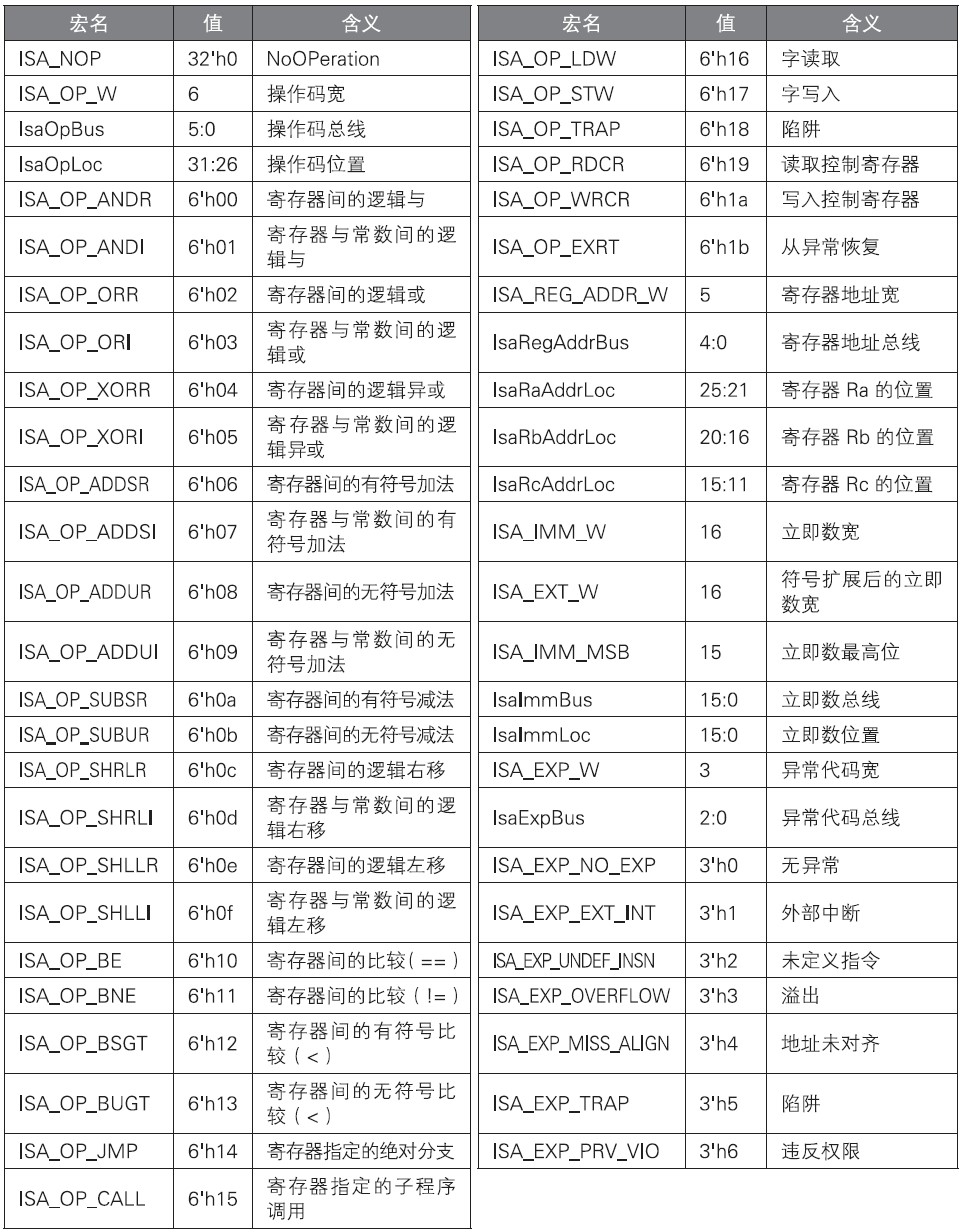 宏名 值 含义
ISA_NOP 32'h0 NoOPeration
ISA_OP_W 6 操作码宽
IsaOpBus 5:0 操作码总线
IsaOpLoc 31:26 操作码位置
ISA_OP_ANDR 6'h00 寄存器间的逻辑与
ISA_OP_ANDI 6'h01 寄存器与常数间的逻
辑与
ISA_OP_ORR 6'h02 寄存器间的逻辑或
ISA_OP_ORI 6'h03 寄存器与常数间的逻
辑或
ISA_OP_XORR 6'h04 寄存器间的逻辑异或
ISA_OP_XORI 6'h05 寄存器与常数间的逻
辑异或
ISA_OP_ADDSR 6'h06 寄存器间的有符号加法
ISA_OP_ADDSI 6'h07 寄存器与常数间的有
符号加法
ISA_OP_ADDUR 6'h08 寄存器间的无符号加法
ISA_OP_ADDUI 6'h09 寄存器与常数间的无
符号加法
ISA_OP_SUBSR 6'h0a 寄存器间的有符号减法
ISA_OP_SUBUR 6'h0b 寄存器间的无符号减法
ISA_OP_SHRLR 6'h0c 寄存器间的逻辑右移
ISA_OP_SHRLI 6'h0d 寄存器与常数间的逻
辑右移
ISA_OP_SHLLR 6'h0e 寄存器间的逻辑左移
ISA_OP_SHLLI 6'h0f 寄存器与常数间的逻
辑左移
ISA_OP_BE 6'h10 寄存器间的比较( == )
ISA_OP_BNE 6'h11 寄存器间的比较( != )
ISA_OP_BSGT 6'h12 寄存器间的有符号比
较( < )
ISA_OP_BUGT 6'h13 寄存器间的无符号比
较( < )
ISA_OP_JMP 6'h14 寄存器指定的绝对分支
ISA_OP_CALL 6'h15 寄存器指定的子程序
调用
宏名 值 含义
ISA_OP_LDW 6'h16 字读取
ISA_OP_STW 6'h17 字写入
ISA_OP_TRAP 6'h18 陷阱
ISA_OP_RDCR 6'h19 读取控制寄存器
ISA_OP_WRCR 6'h1a 写入控制寄存器
ISA_OP_EXRT 6'h1b 从异常恢复
ISA_REG_ADDR_W 5 寄存器地址宽
IsaRegAddrBus 4:0 寄存器地址总线
IsaRaAddrLoc 25:21 寄存器 Ra 的位置
IsaRbAddrLoc 20:16 寄存器 Rb 的位置
IsaRcAddrLoc 15:11 寄存器 Rc 的位置
ISA_IMM_W 16 立即数宽
ISA_EXT_W 16 符号扩展后的立即
数宽
ISA_IMM_MSB 15 立即数最高位
IsaImmBus 15:0 立即数总线
IsaImmLoc 15:0 立即数位置
ISA_EXP_W 3 异常代码宽
IsaExpBus 2:0 异常代码总线
ISA_EXP_NO_EXP 3'h0 无异常
ISA_EXP_EXT_INT 3'h1 外部中断
ISA_EXP_UNDEF_INSN 3'h2 未定义指令
ISA_EXP_OVERFLOW 3'h3 溢出
ISA_EXP_MISS_ALIGN 3'h4 地址未对齐
ISA_EXP_TRAP 3'h5 陷阱
ISA_EXP_PRV_VIO 3'h6 违反权限